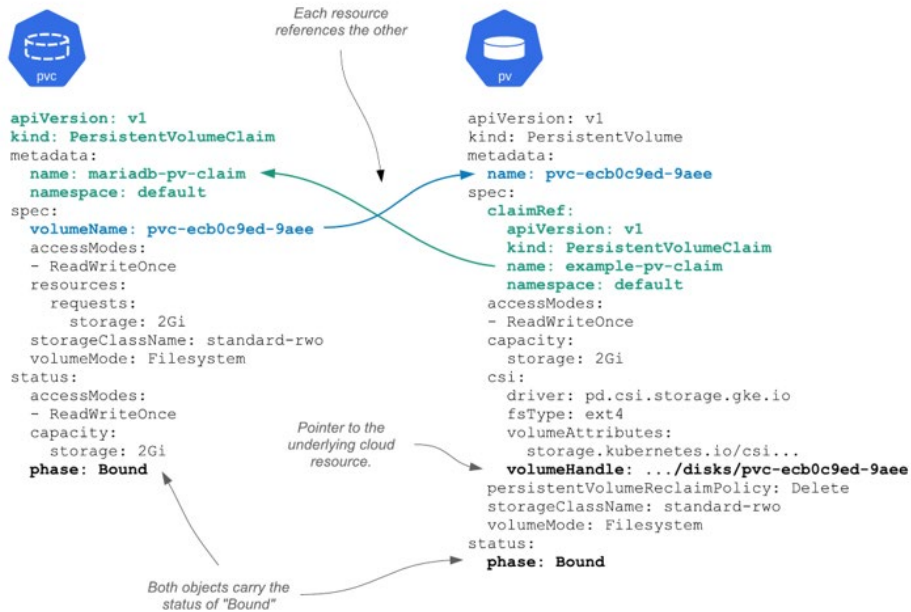 Each resource
references the other
pvc
pv
apiVersion: v1
kind: PersistentVolumeClaim
metadata:
name: mariadb-pv-claim
namespace: default
spec:
volumeName: pvc-ecb0c9ed-9aee
accessModes:
- ReadWriteOnce
resources:
requests:
storage: 2Gi
storageClassName: standard-rwo
volumeMode: Filesystem
status:
accessModes:
- ReadWriteOnce
capacity:
storage: 2Gi
phase: Bound
apiVersion: v1
kind: PersistentVolume
metadata:
name: pvc-ecb0c9ed-9aee
spec:
claimRef:
apiVersion: v1
kind: PersistentVolumeClaim
name: example-pv-claim
namespace: default
accessModes:
- ReadWriteOnce
capacity:
storage: 2Gi
csi:
driver: pd.csi.storage.gke.io
fsType: ext4
volumeAttributes:
storage.kubernetes.io/csi...
volumeHandle: .../disks/pvc-ecb0c9ed-9aee
persistentVolumeReclaimPolicy: Delete
storageClassName: standard-rwo
volumeMode: Filesystem
status:
phase: Bound
Pointer to the
underlying cloud
resource.
Both objects carry the
status of "Bound"